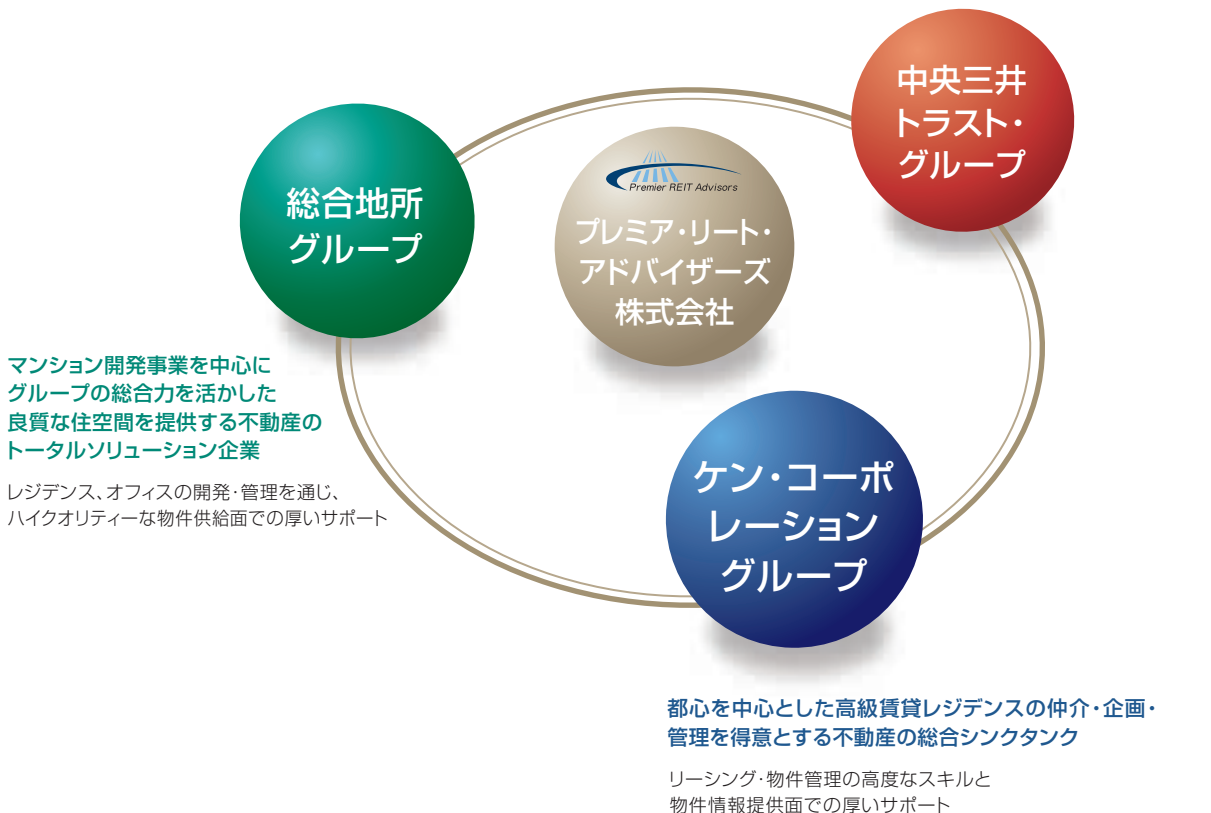 中央三井
トラスト・
グループ
Premier REIT Advisors
プレミア・リート・
アドバイザーズ
株式会社
総合地所
グループ
マンション開発事業を中心に
グループの総合力を活かした
良質な住空間を提供する不動産の
トータルソリューション企業
レジデンス、オフィスの開発・管理を通じ、
ハイクオリティーな物件供給面での厚いサポート
ケン・コーポ
レーション
グループ
都心を中心とした高級賃貸レジデンスの仲介・企画・
管理を得意とする不動産の総合シンクタンク
リーシング・物件管理の高度なスキルと
物件情報提供面での厚いサポート